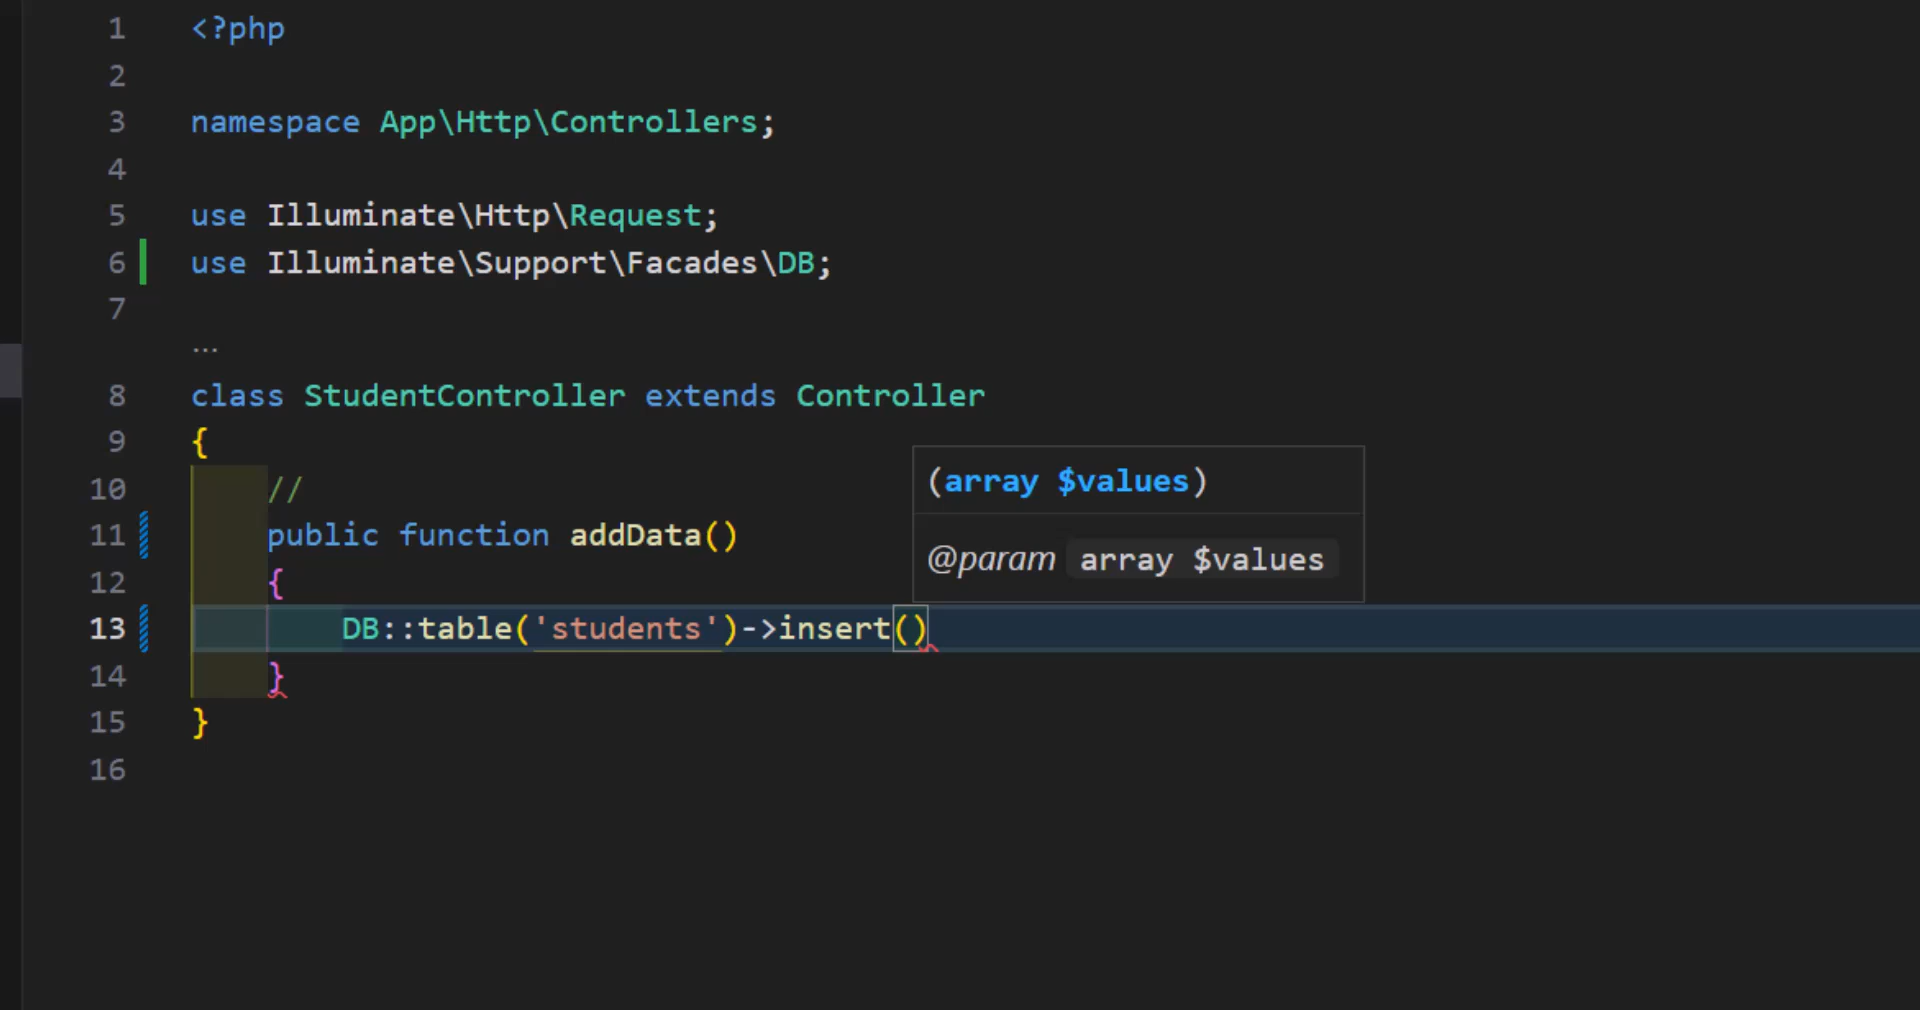 1 <?php
2
3 namespace App\Http\Controllers;
4
5 use Illuminate\Http\Request;
6 use Illuminate\Support\Facades\DB;
7
...
8 class StudentController extends Controller
9 {
(array $values)
10 //
11 public function addData()
@param array $values
12 {
13 DB::table('students')->insert()
14 }
15 }
16